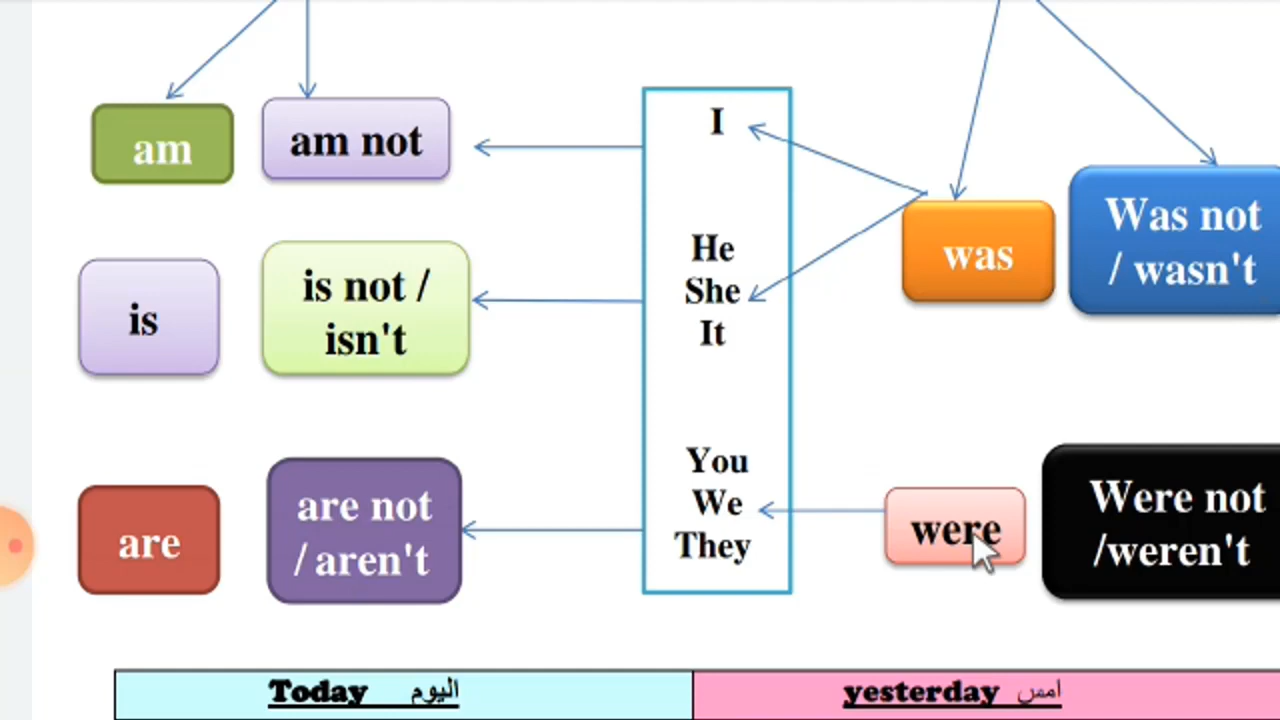 am
am not
is
is not /
isn't
are
are not
/ aren't
I
He
She
It
You
We
They
was
Was not
/ wasn't
were
Were not
/weren't
Today اليوم
yesterday امس